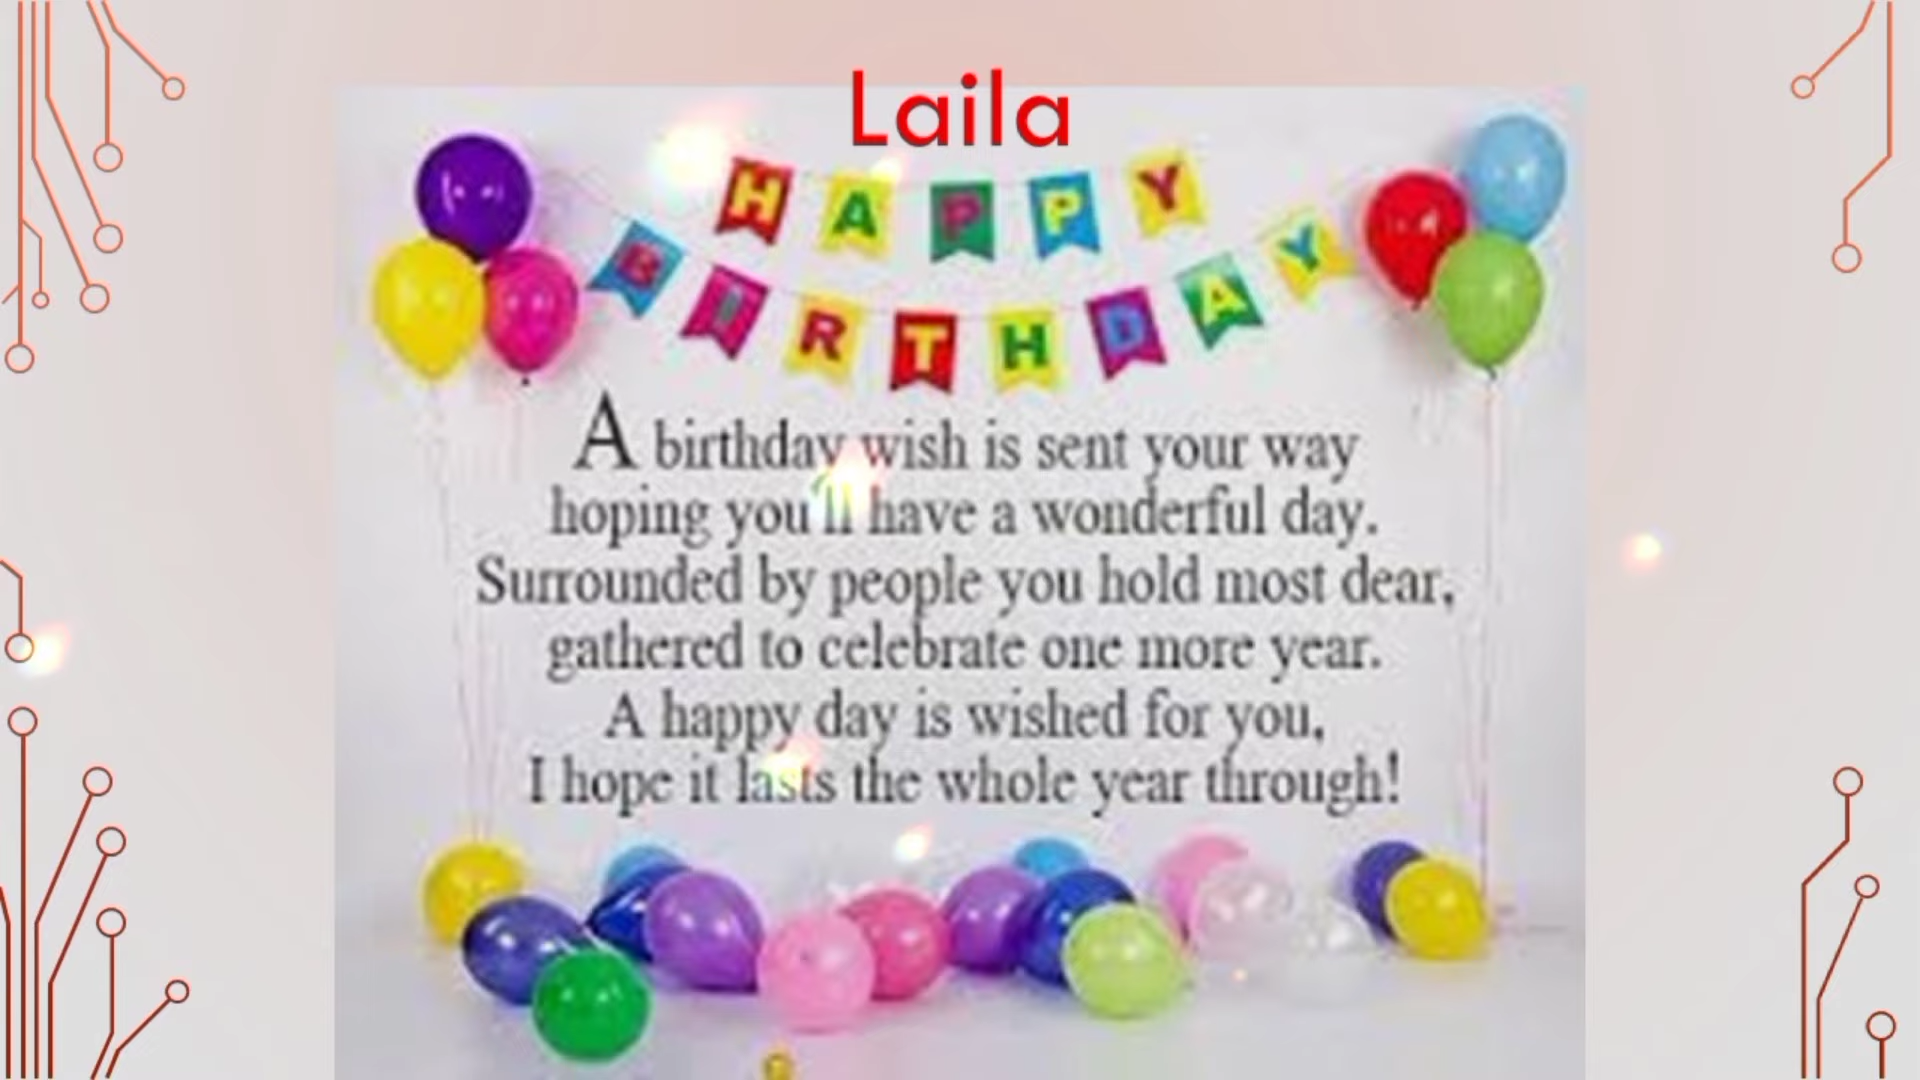 Laila
HAPPY
BIRTHDAY
A birthday wish is sent your way
hoping you'll have a wonderful day.
Surrounded by people you hold most dear,
gathered to celebrate one more year.
A happy day is wished for you,
I hope it lasts the whole year through!